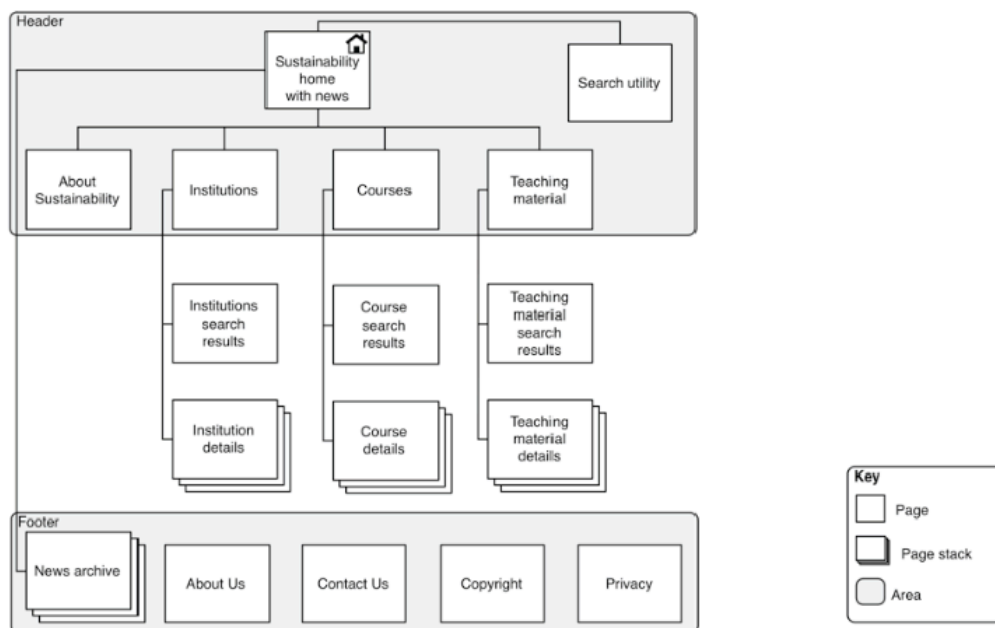 Header
Sustainability
home
with news
Search utility
About
Sustainability
Institutions
Courses
Teaching
material
Institutions
search
results
Course
search
results
Teaching
material
search
results
Institution
details
Course
details
Teaching
material
details
Key
Page
Page stack
Area
Footer
News archive
About Us
Contact Us
Copyright
Privacy